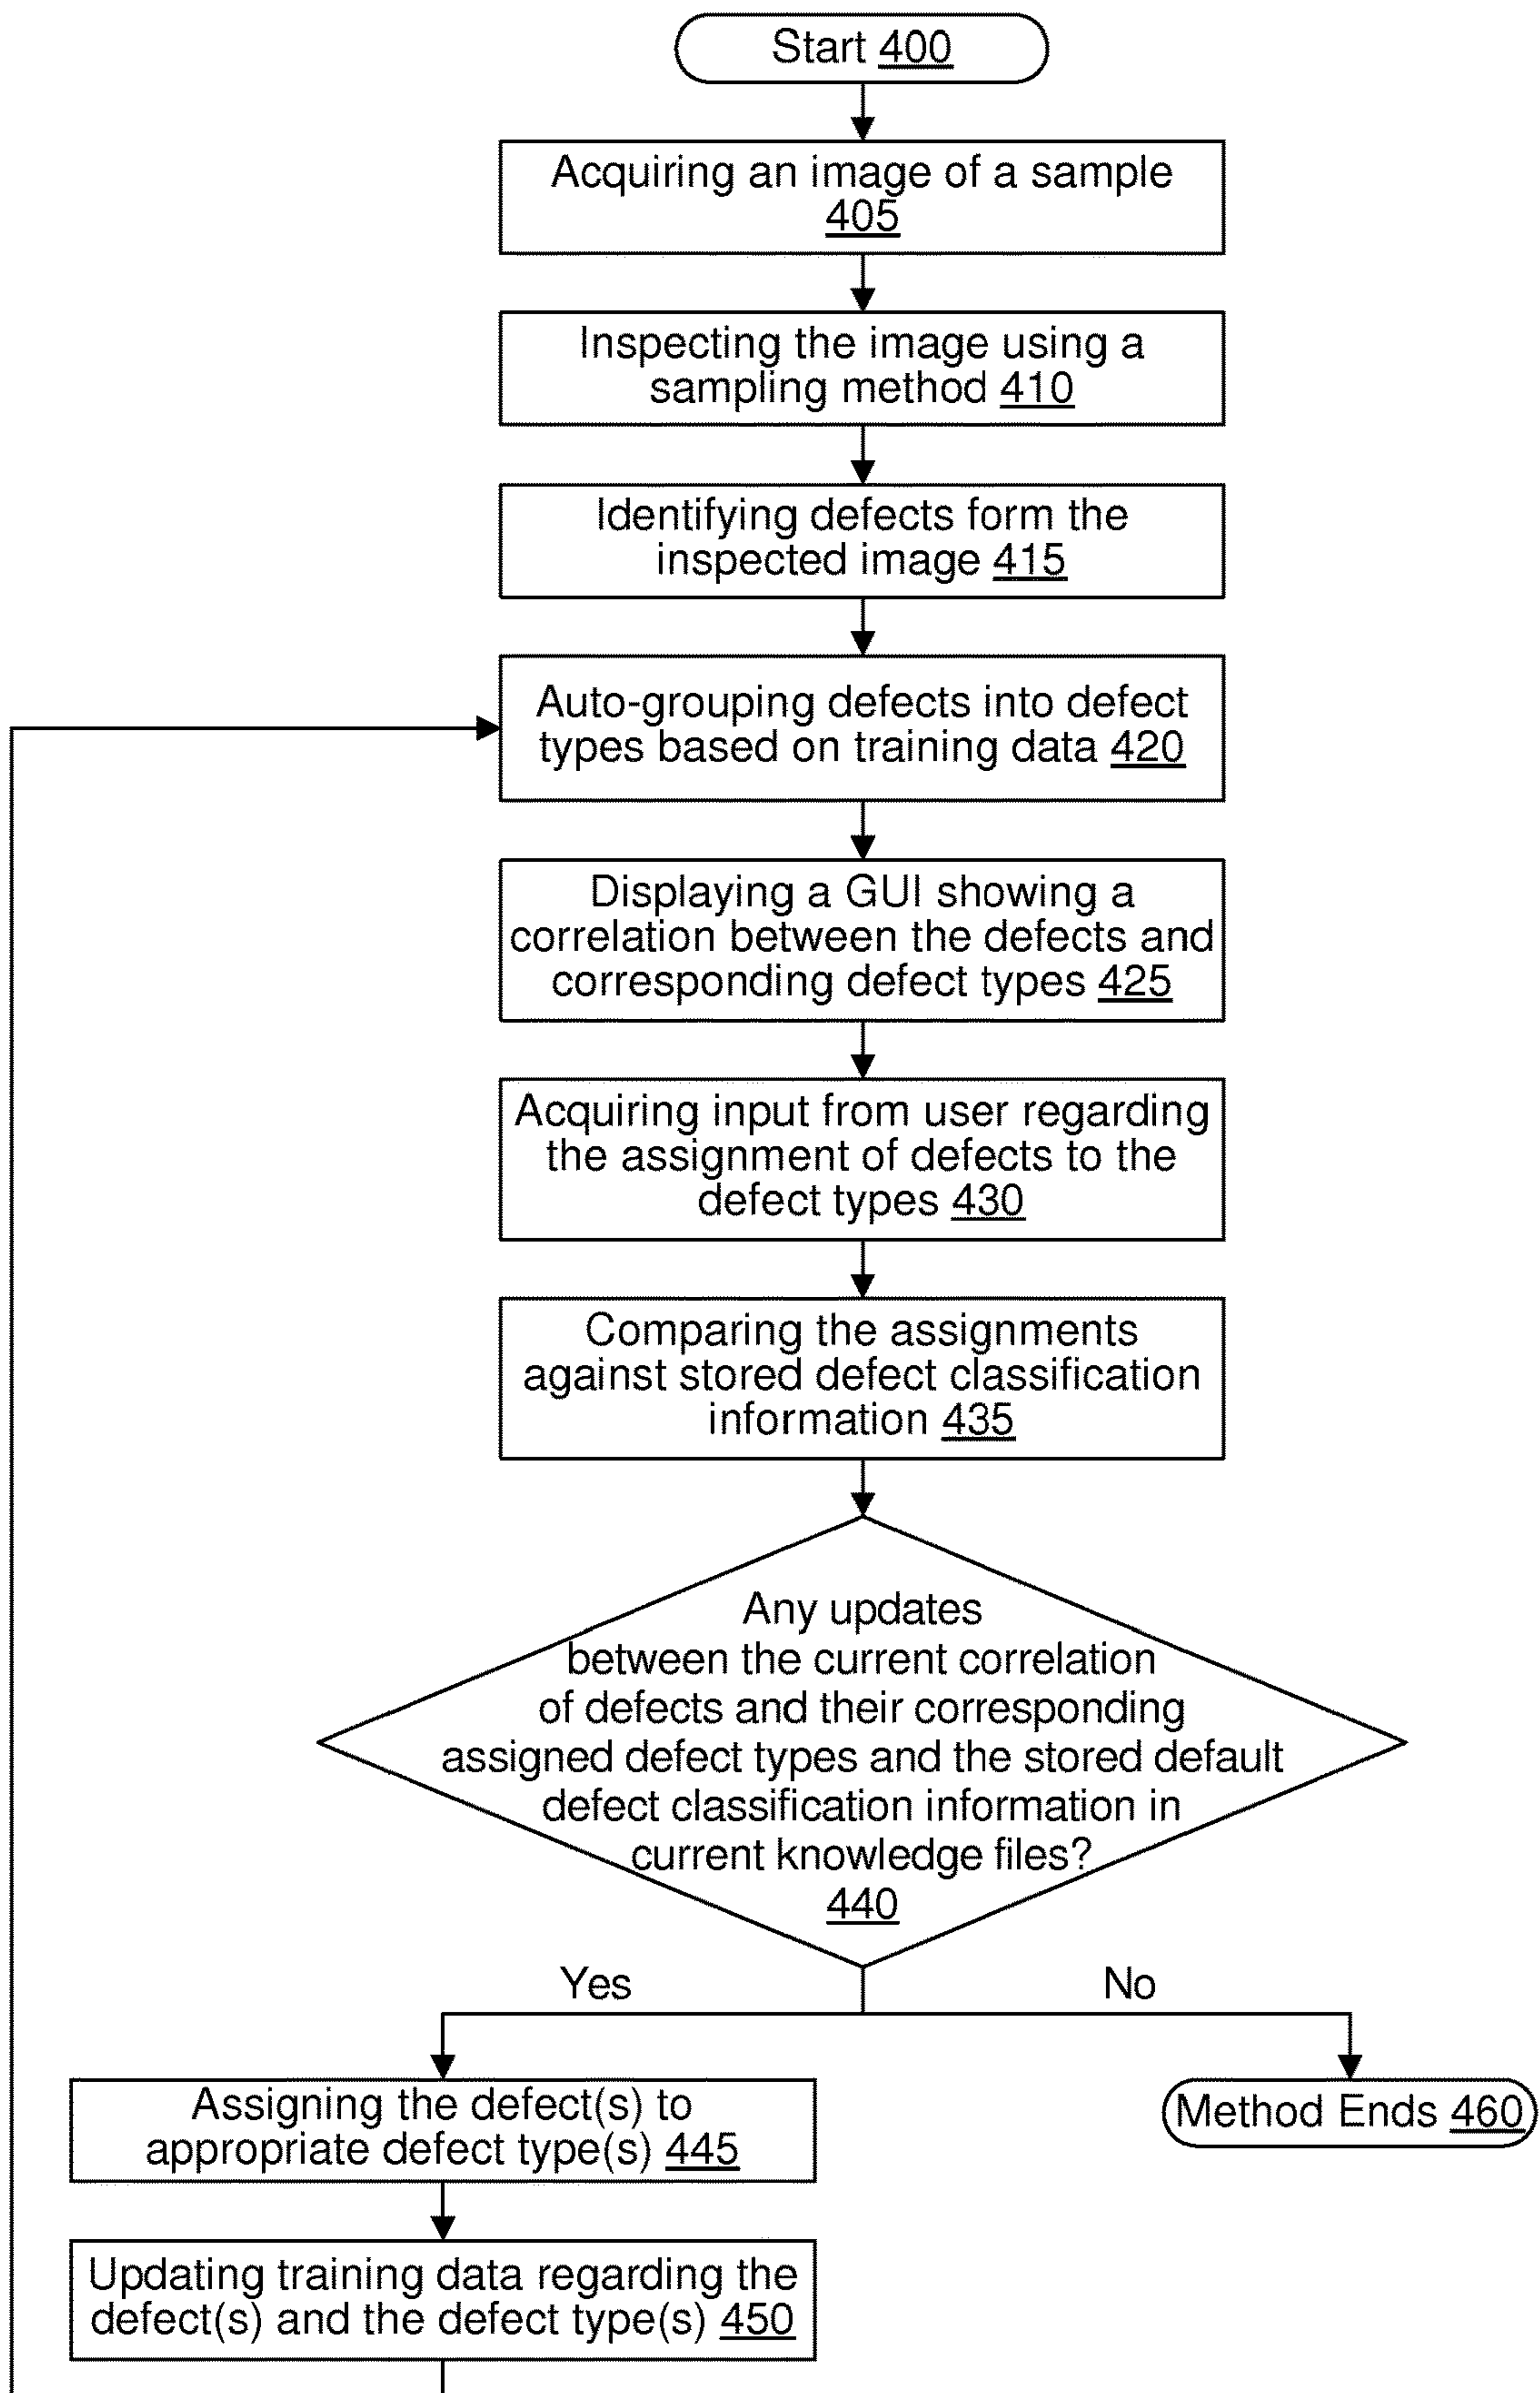 Start 400
Acquiring an image of a sample
405
Inspecting the image using a
sampling method 410
Identifying defects form the
inspected image 415
Auto-grouping defects into defect
types based on training data 420
Displaying a GUI showing a
correlation between the defects and
corresponding defect types 425
Acquiring input from user regarding
the assignment of defects to the
defect types 430
Comparing the assignments
against stored defect classification
information 435
Any updates
between the current correlation
of defects and their corresponding
assigned defect types and the stored default
defect classification information in
current knowledge files?
440
Yes
No
Assigning the defect(s) to
appropriate defect type(s) 445
Method Ends 460
Updating training data regarding the
defect(s) and the defect type(s) 450